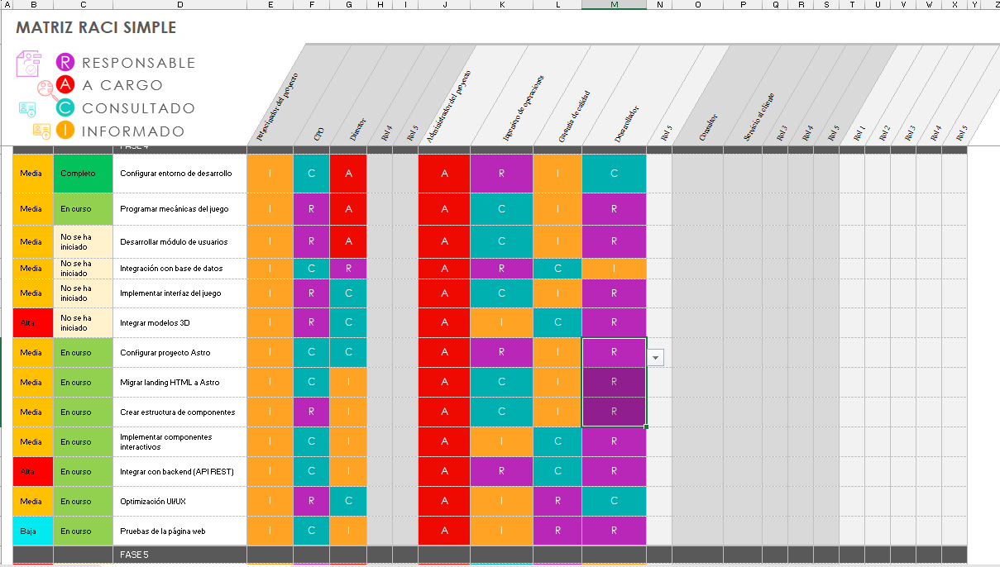 A B C D E F G H I J K L M N O P Q R S T U V W X Y Z
MATRIZ RACI SIMPLE
R RESPONSABLE
A A CARGO
C CONSULTADO
I INFORMADO
Patrocinador del proyecto
CPO
Director
Rol 4
Rol 5
Administrador del proyecto
Ingeniero de operaciones
Garantía de calidad
Desarrollador
Rol 5
Consultor
Servicio al cliente
Rol 3
Rol 4
Rol 5
Rol 1
Rol 2
Rol 3
Rol 4
Rol 5
FASE 4
Media Completo Configurar entorno de desarrollo I C A A R I C
Media En curso Programar mecánicas del juego I R A A C I R
Media No se ha iniciado Desarrollar módulo de usuarios I R A A C I R
Media No se ha iniciado Integración con base de datos I C R A R C I
Media No se ha iniciado Implementar interfaz del juego I R C A C I R
Alta No se ha iniciado Integrar modelos 3D I R C A I C R
Media En curso Configurar proyecto Astro I C C A R I R
Media En curso Migrar landing HTML a Astro I C I A C I R
Media En curso Crear estructura de componentes I R I A C I R
Media En curso Implementar componentes interactivos I C I A I C R
Alta En curso Integrar con backend (API REST) I C I A R C R
Media En curso Optimización UI/UX I R C A I R C
Baja En curso Pruebas de la página web I C I A I R R
FASE 5